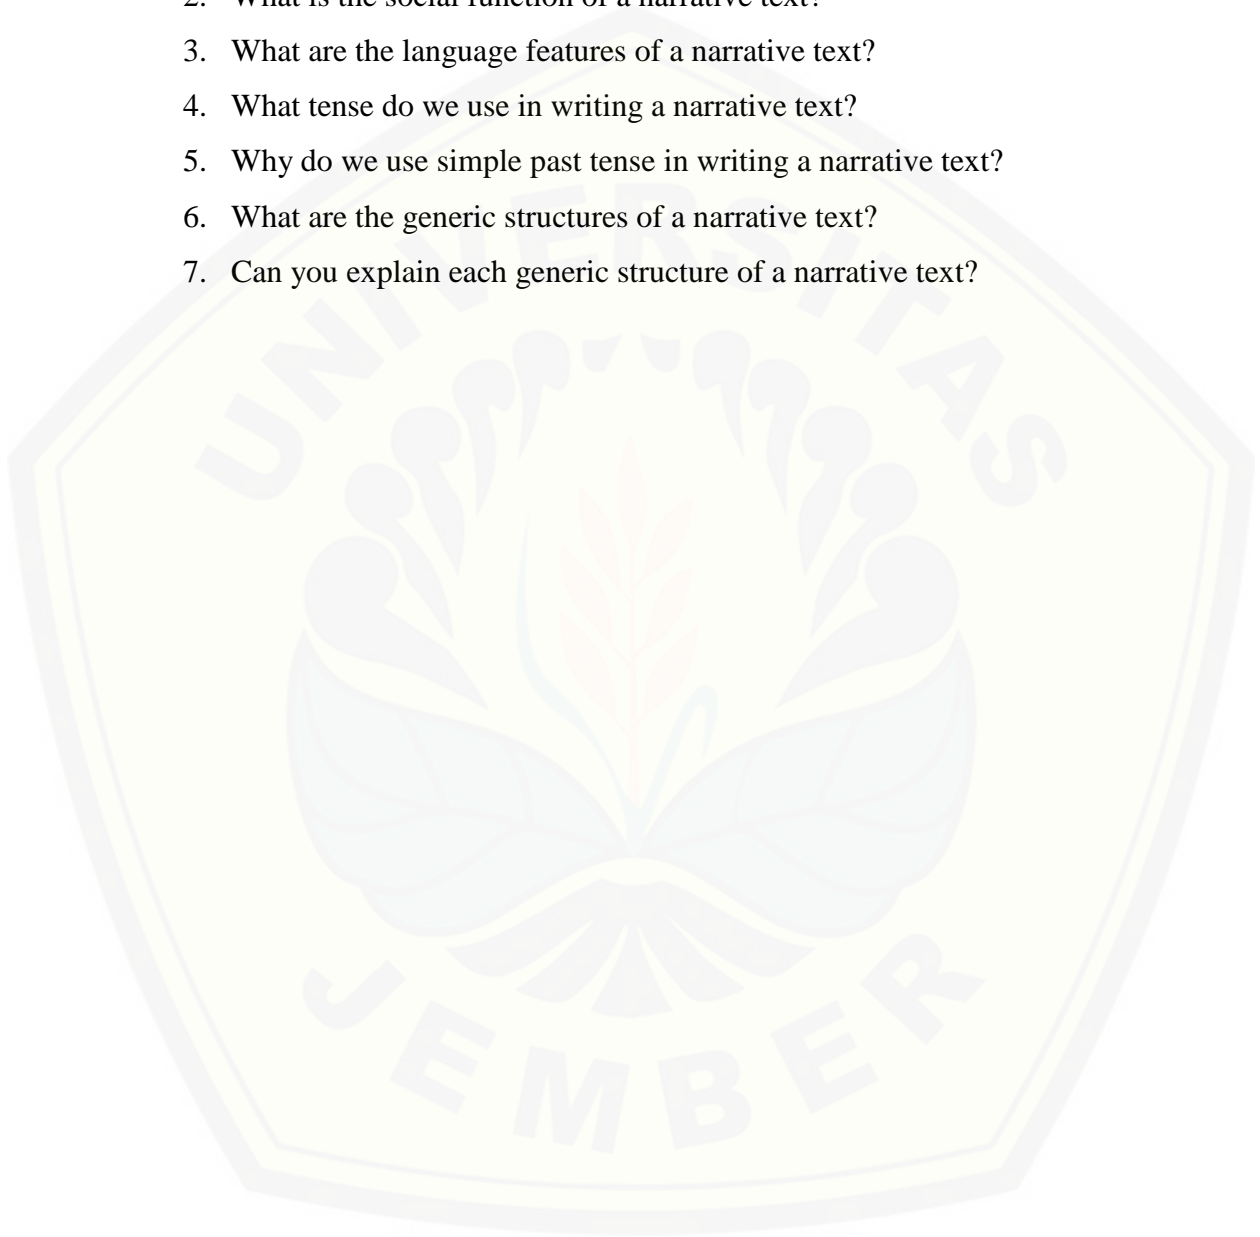 2. What is the social function of a narrative text?
3. What are the language features of a narrative text?
4. What tense do we use in writing a narrative text?
5. Why do we use simple past tense in writing a narrative text?
6. What are the generic structures of a narrative text?
7. Can you explain each generic structure of a narrative text?
UNIVERSITAS
JEMBER